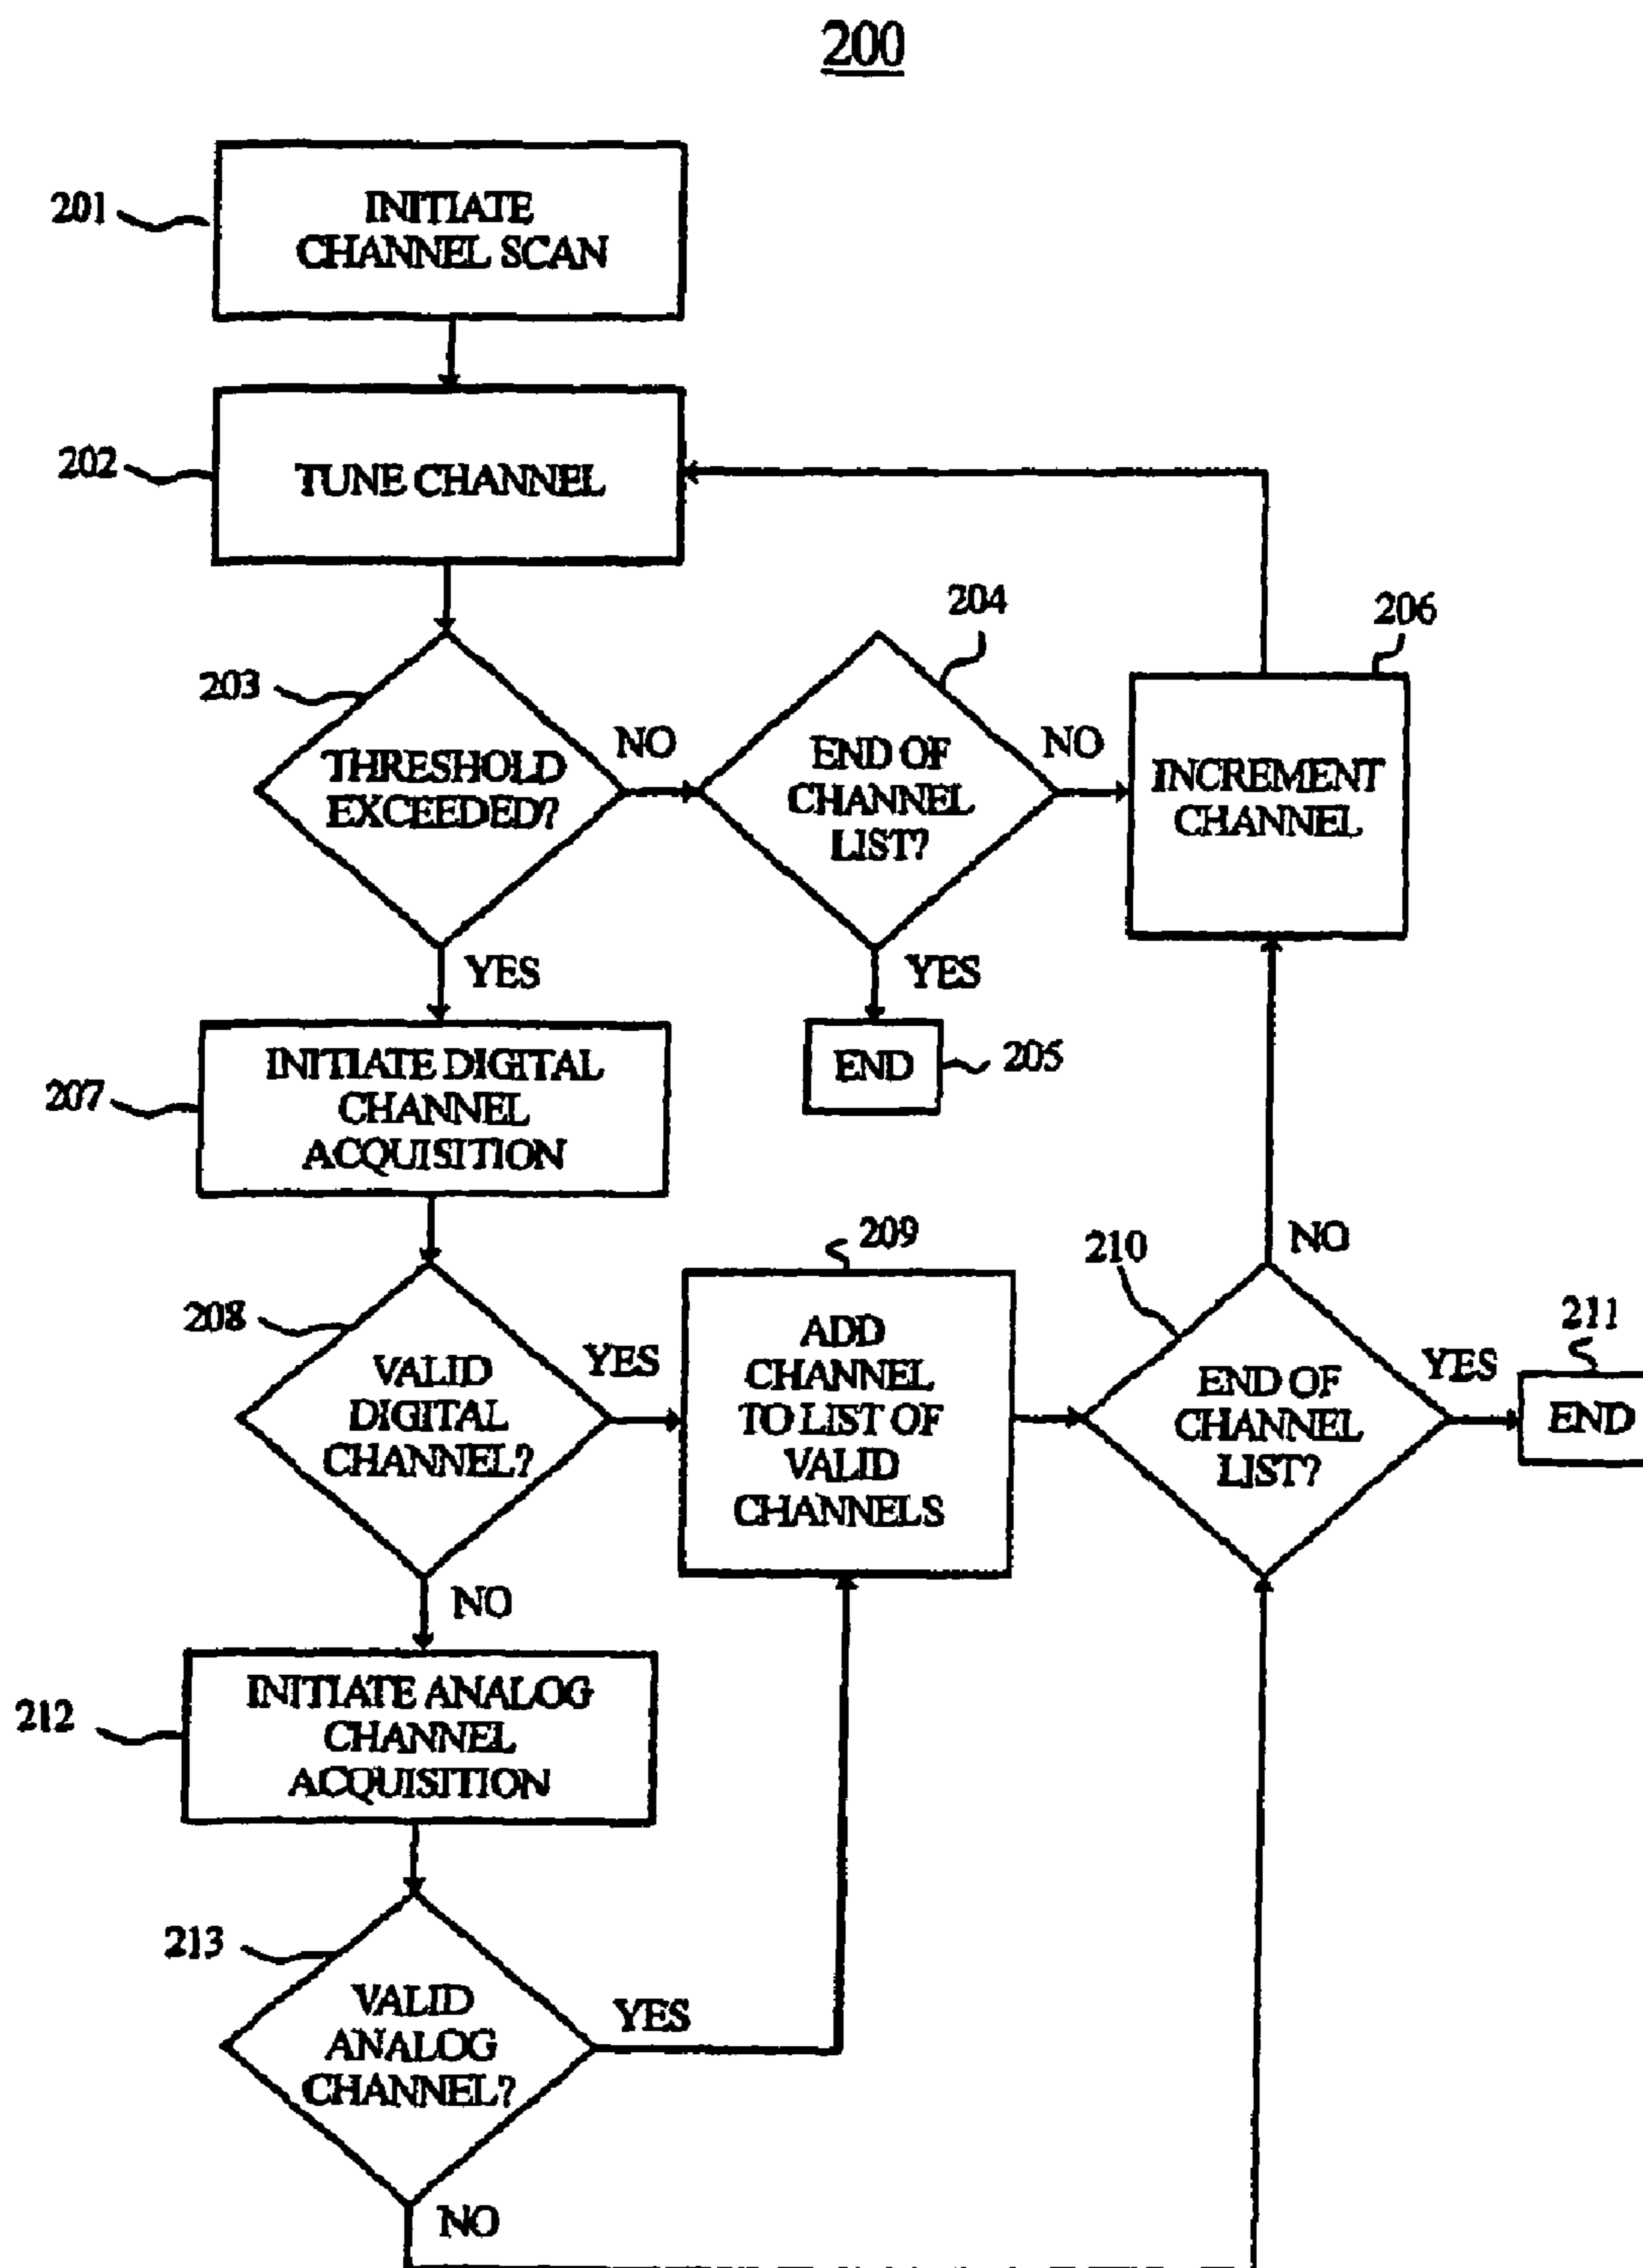 200
201
INITIATE
CHANNEL SCAN
202
TUNE CHANNEL
203
THRESHOLD
EXCEEDED?
NO
204
END OF
CHANNEL
LIST?
NO
206
INCREMENT
CHANNEL
YES
YES
END
205
207
INITIATE DIGITAL
CHANNEL
ACQUISITION
208
VALID
DIGITAL
CHANNEL?
YES
209
ADD
CHANNEL
TO LIST OF
VALID
CHANNELS
210
NO
END OF
CHANNEL
LIST?
YES
211
END
NO
212
INITIATE ANALOG
CHANNEL
ACQUISITION
213
VALID
ANALOG
CHANNEL?
YES
NO